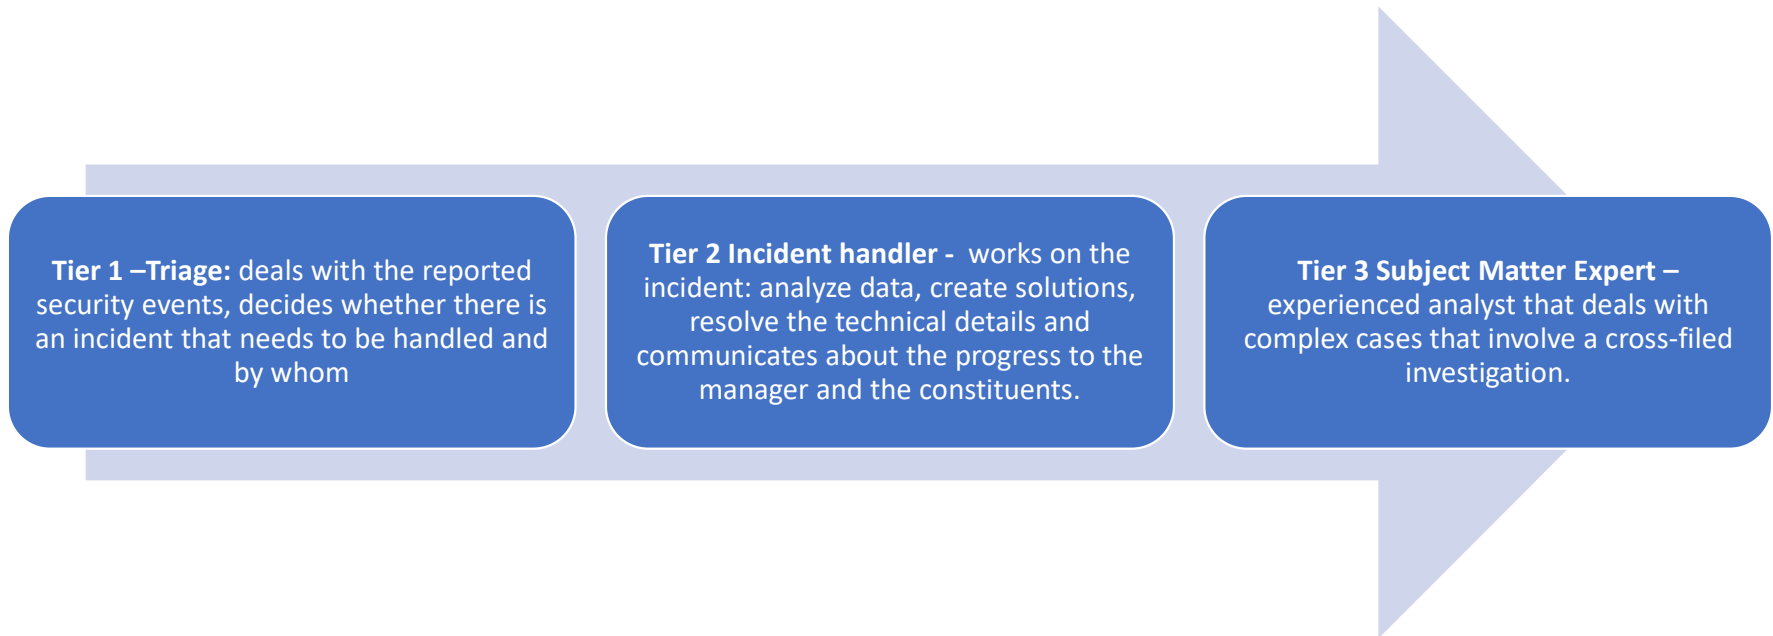 Tier 1 –Triage: deals with the reported
security events, decides whether there is
an incident that needs to be handled and
by whom
Tier 2 Incident handler -  works on the
incident: analyze data, create solutions,
resolve the technical details and
communicates about the progress to the
manager and the constituents.
Tier 3 Subject Matter Expert –
experienced analyst that deals with
complex cases that involve a cross-filed
investigation.